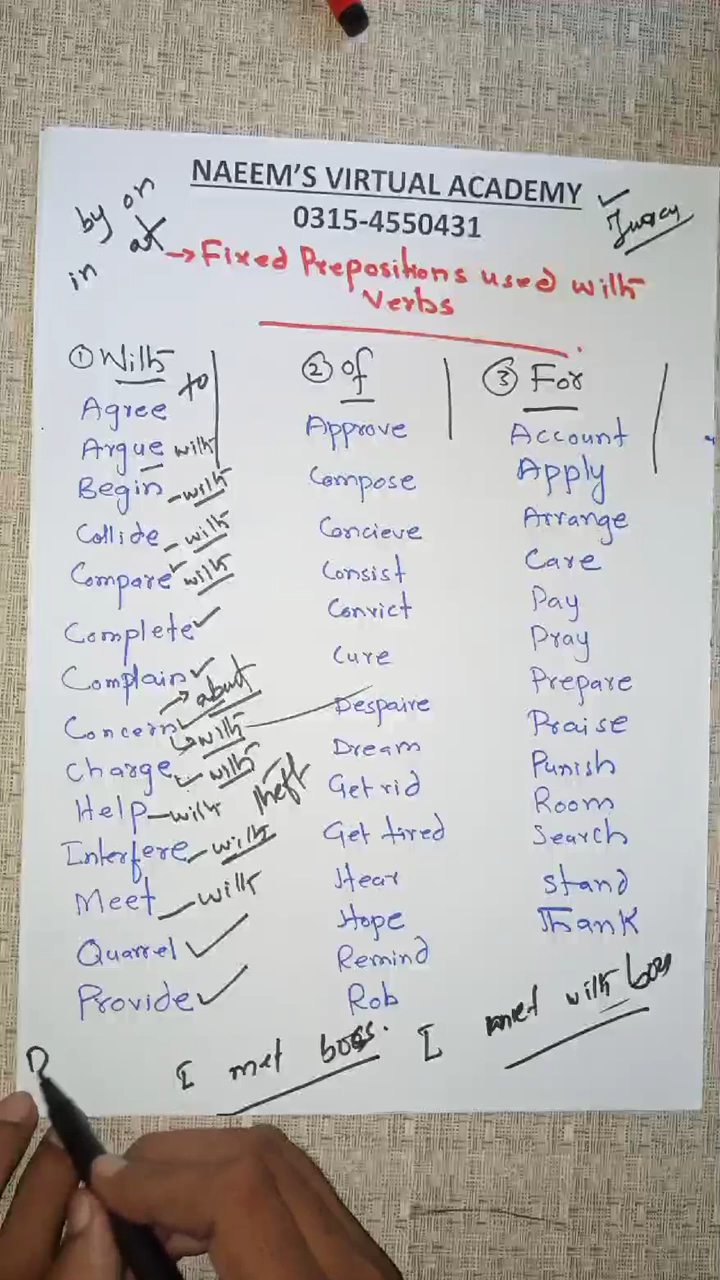 NAEEM'S VIRTUAL ACADEMY
0315-4550431
by on
in at
→ Fixed Prepositions used with
Verbs
① With
to
Agree
Argue with
Begin with
Collide with
Compare with
Complete
Complain
→ about
Concern
with
Charge with
theft
Help with
Interfere with
Meet with
Quarrel
Provide
② Of
Approve
Compose
Concieve
Consist
Convict
Cure
Despaire
Dream
Get rid
Get tired
Hear
Hope
Remind
Rob
③ For
Account
Apply
Arrange
Care
Pay
Pray
Prepare
Praise
Punish
Room
Search
Stand
Thank
I met boss.
I met with boss